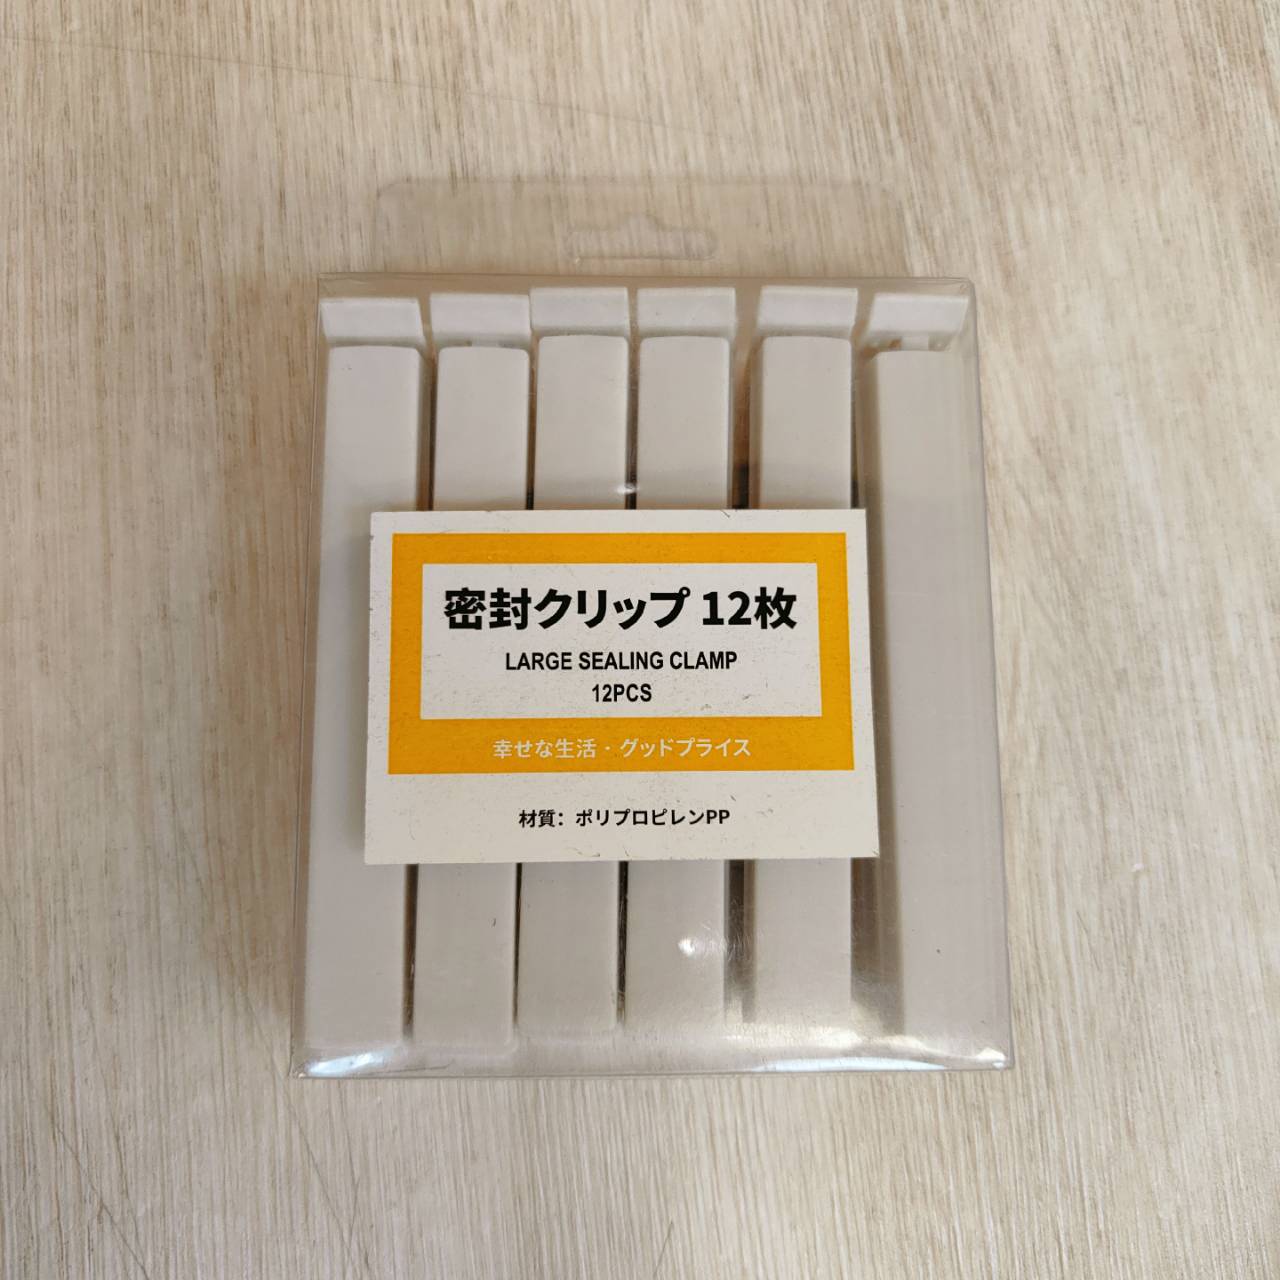 密封クリップ 12枚
LARGE SEALING CLAMP
12PCS
幸せな生活・グッドプライス
材質：ポリプロピレンPP